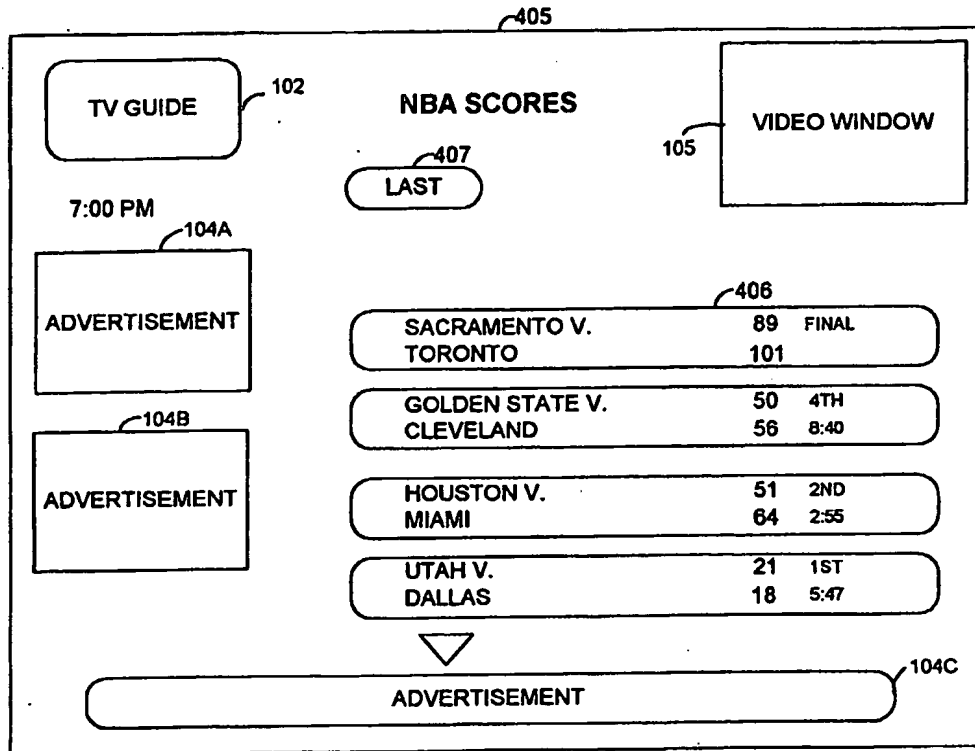 405
TV GUIDE
102
NBA SCORES
105
VIDEO WINDOW
407
LAST
7:00 PM
104A
ADVERTISEMENT
406
SACRAMENTO V. 89 FINAL
TORONTO 101
GOLDEN STATE V. 50 4TH
CLEVELAND 56 8:40
104B
ADVERTISEMENT
HOUSTON V. 51 2ND
MIAMI 64 2:55
UTAH V. 21 1ST
DALLAS 18 5:47
104C
ADVERTISEMENT